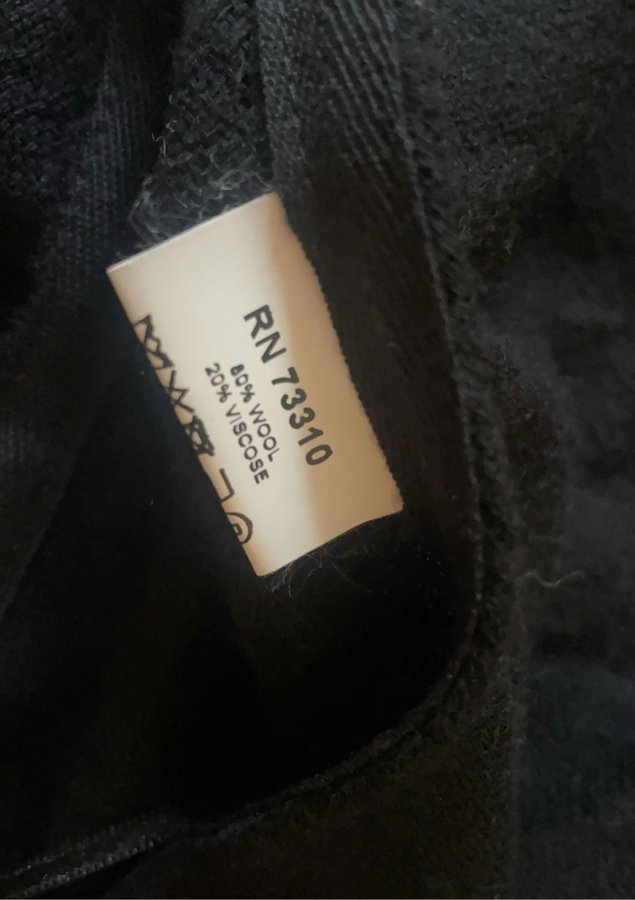 RN 73310
80% WOOL
20% VISCOSE
P